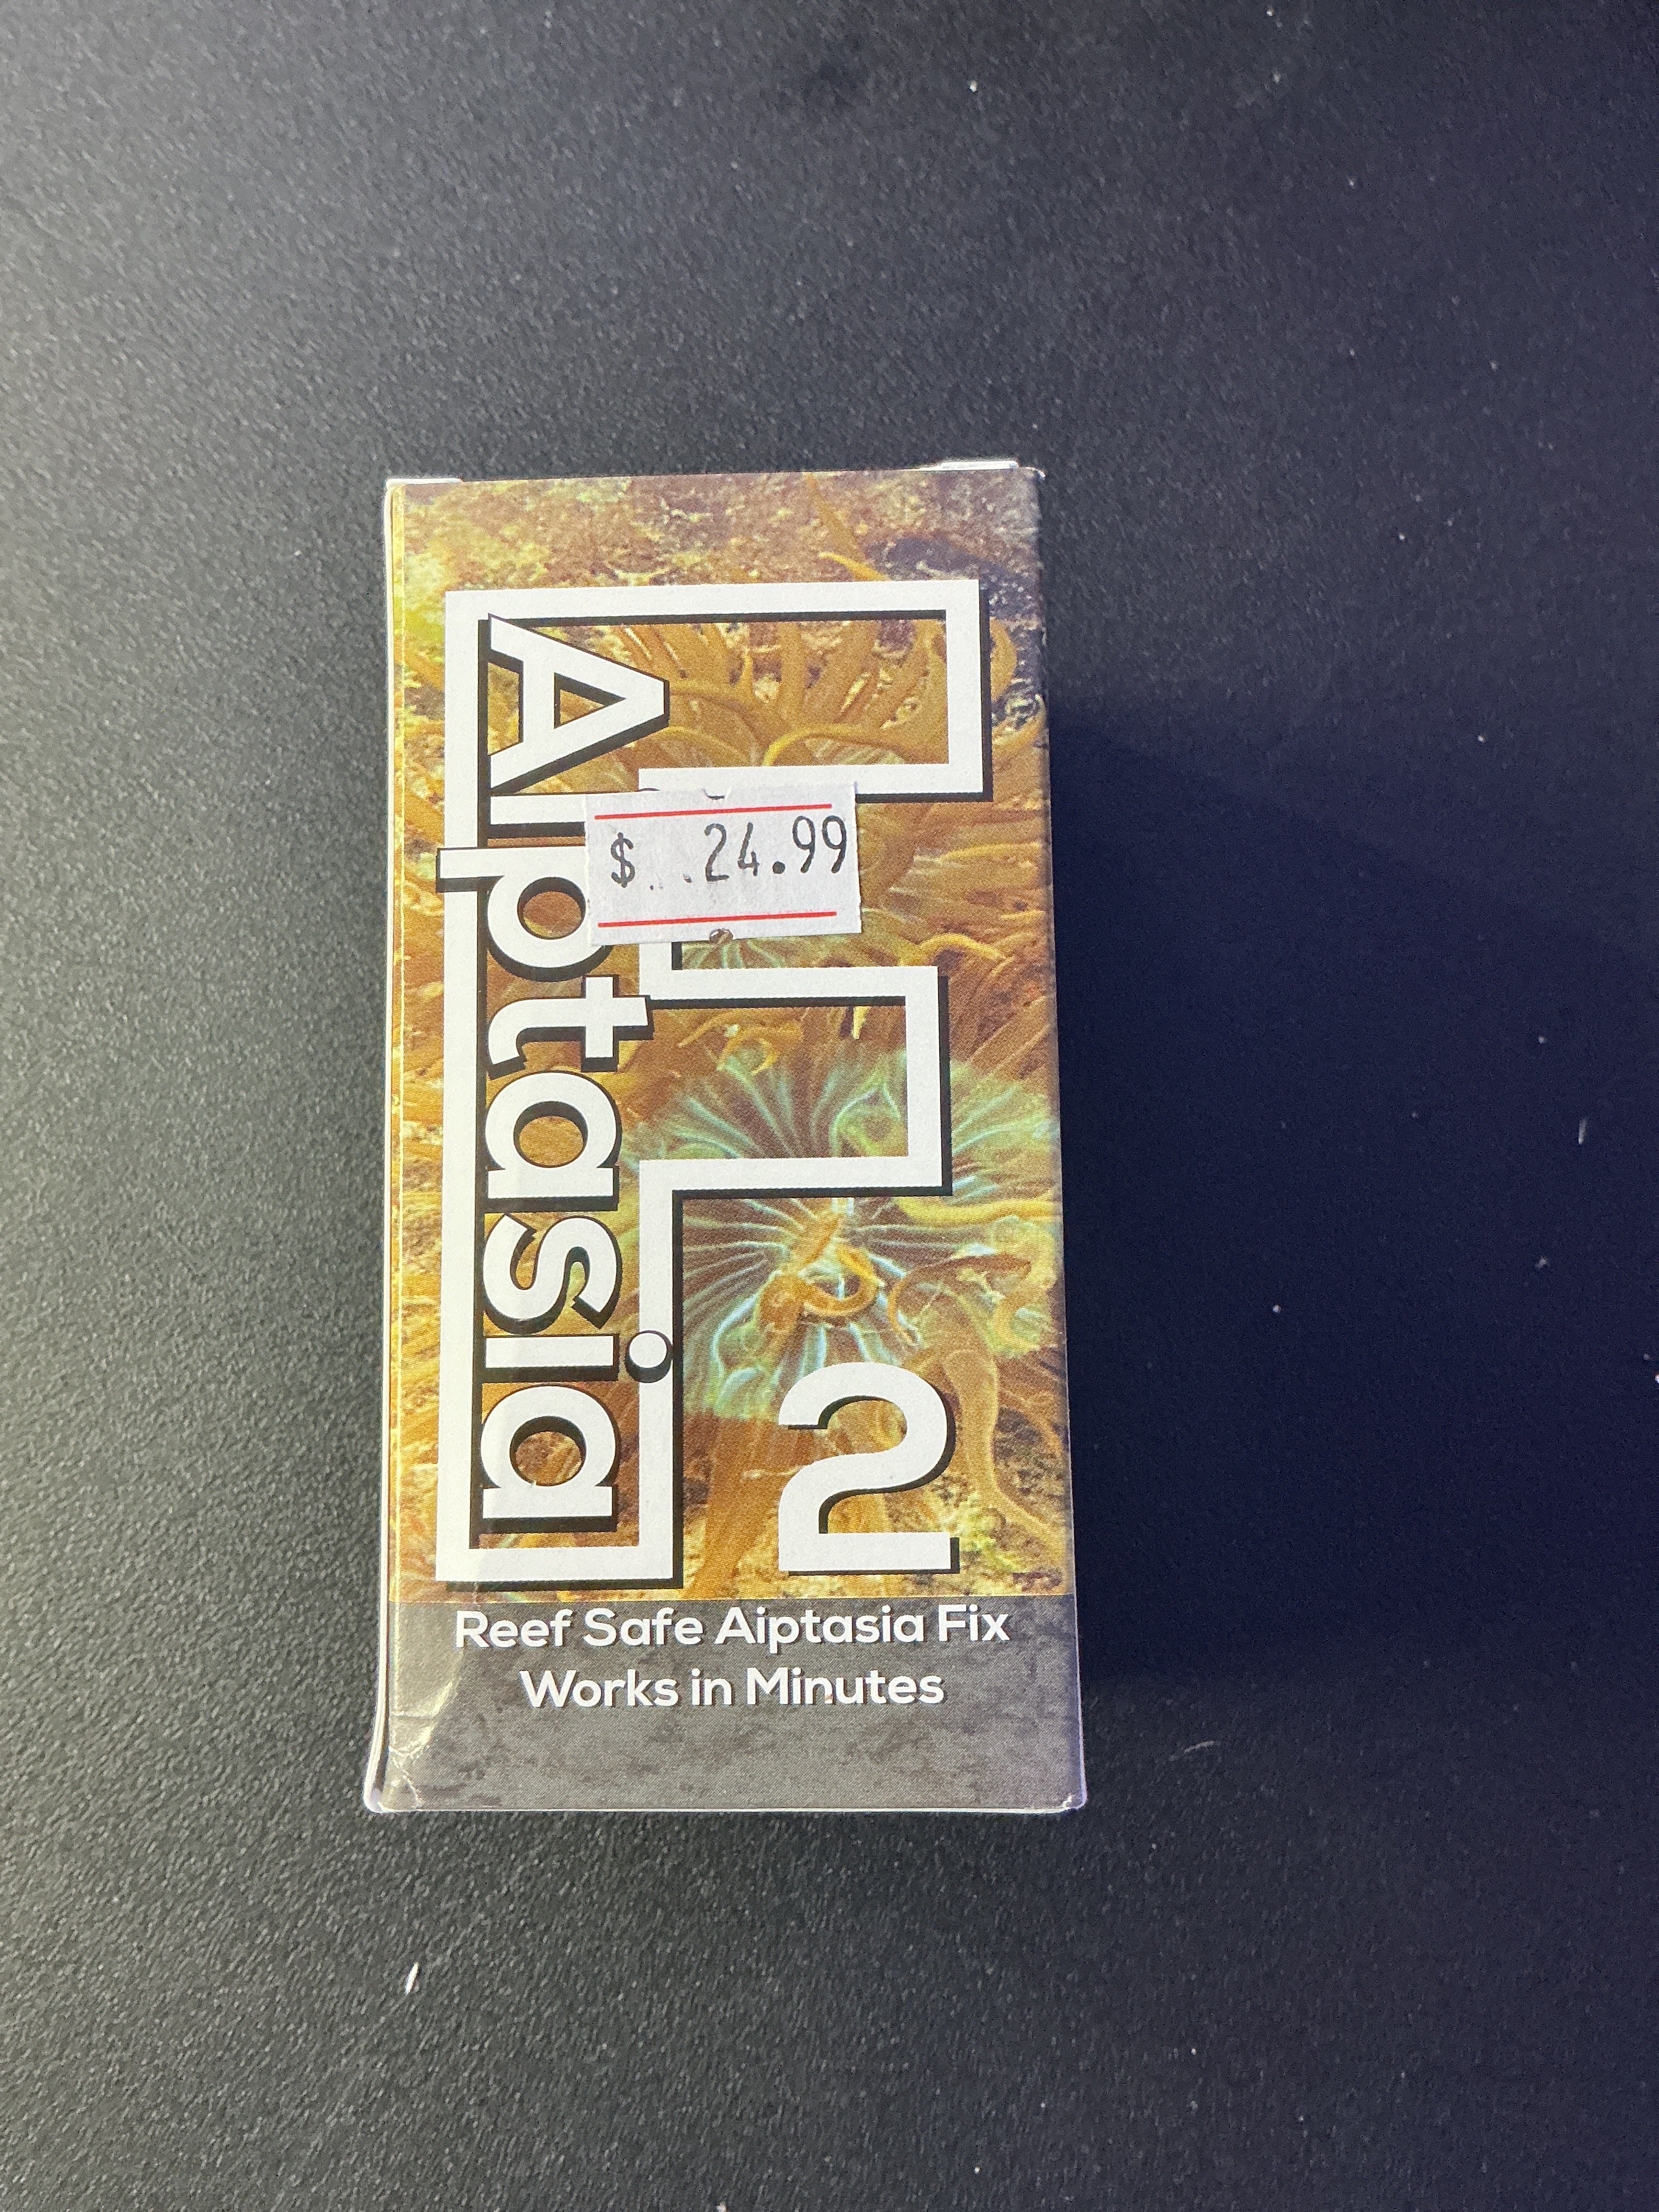 F
Aiptasia
$ 24.99
2
Reef Safe Aiptasia Fix
Works in Minutes